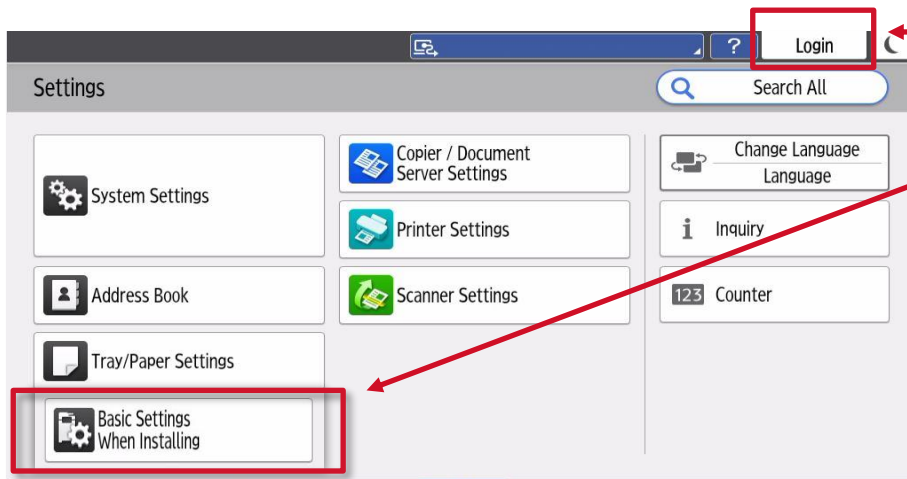 ? Login
Settings
Search All
System Settings
Copier / Document
Server Settings
Change Language
Language
Printer Settings
i Inquiry
Address Book
Scanner Settings
123 Counter
Tray/Paper Settings
Basic Settings
When Installing